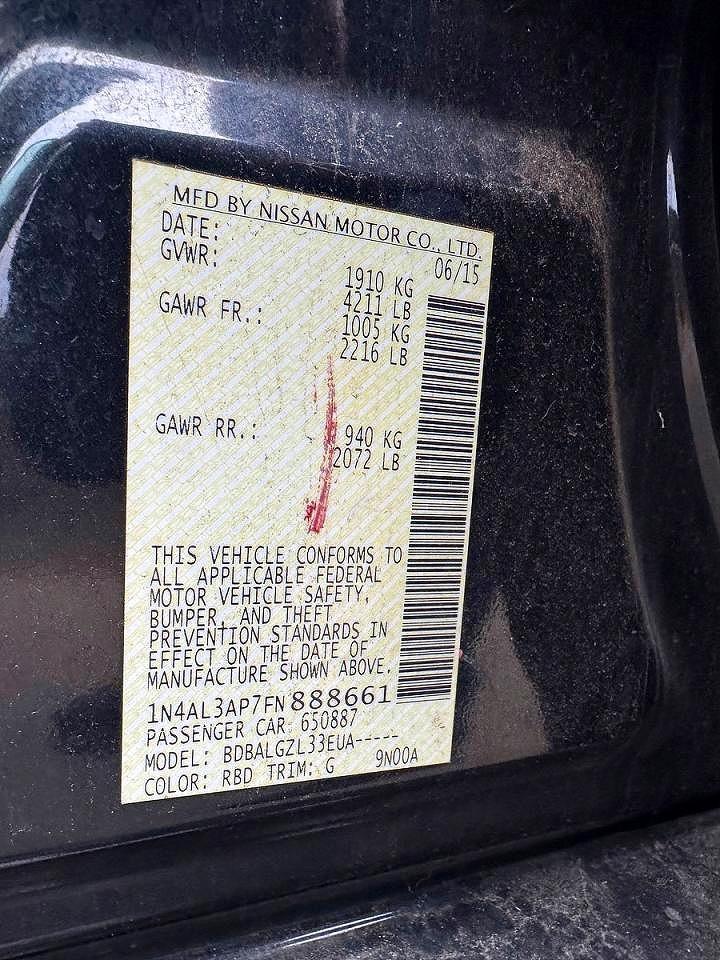 MFD BY NISSAN MOTOR CO., LTD.
DATE: 06/15
GVWR: 1910 KG
4211 LB
GAWR FR.: 1005 KG
2216 LB
GAWR RR.: 940 KG
2072 LB
THIS VEHICLE CONFORMS TO
ALL APPLICABLE FEDERAL
MOTOR VEHICLE SAFETY,
BUMPER, AND THEFT
PREVENTION STANDARDS IN
EFFECT ON THE DATE OF
MANUFACTURE SHOWN ABOVE.
1N4AL3AP7FN888661
PASSENGER CAR: 650887
MODEL: BDBALGZL33EUA-----
COLOR: RBD TRIM: G 9N00A